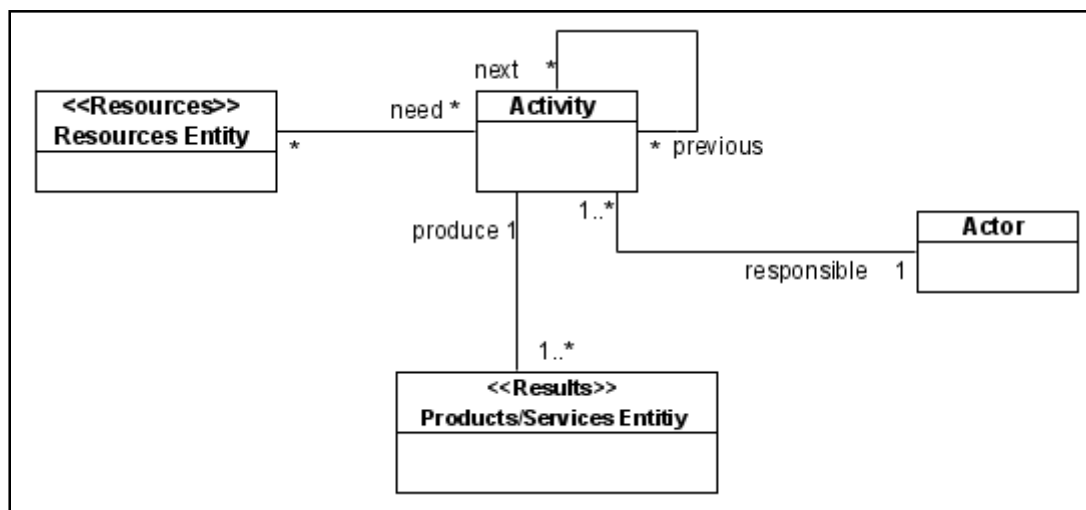 next *
<<Resources>>
Resources Entity
need *
Activity
*
* previous
produce 1
1..*
Actor
responsible 1
1..*
<<Results>>
Products/Services Entitiy